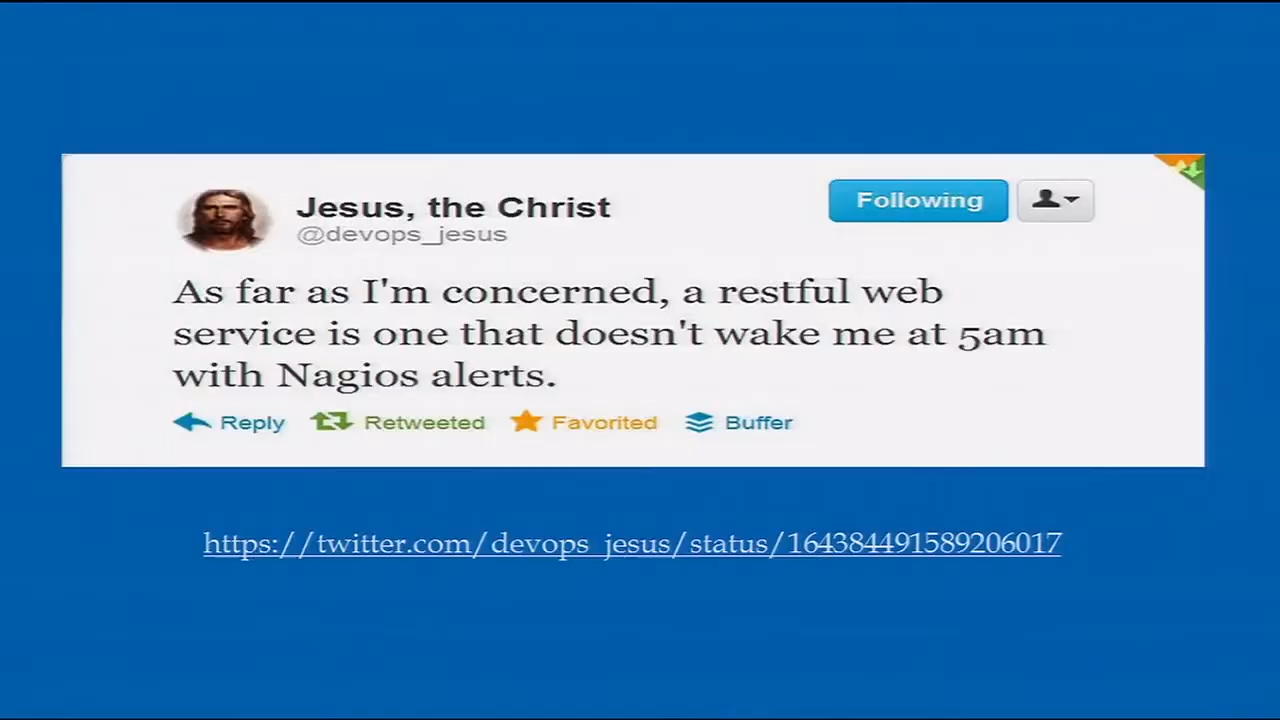 Jesus, the Christ
@devops_jesus
Following
As far as I'm concerned, a restful web
service is one that doesn't wake me at 5am
with Nagios alerts.
Reply Retweeted Favorited Buffer
https://twitter.com/devops_jesus/status/164384491589206017